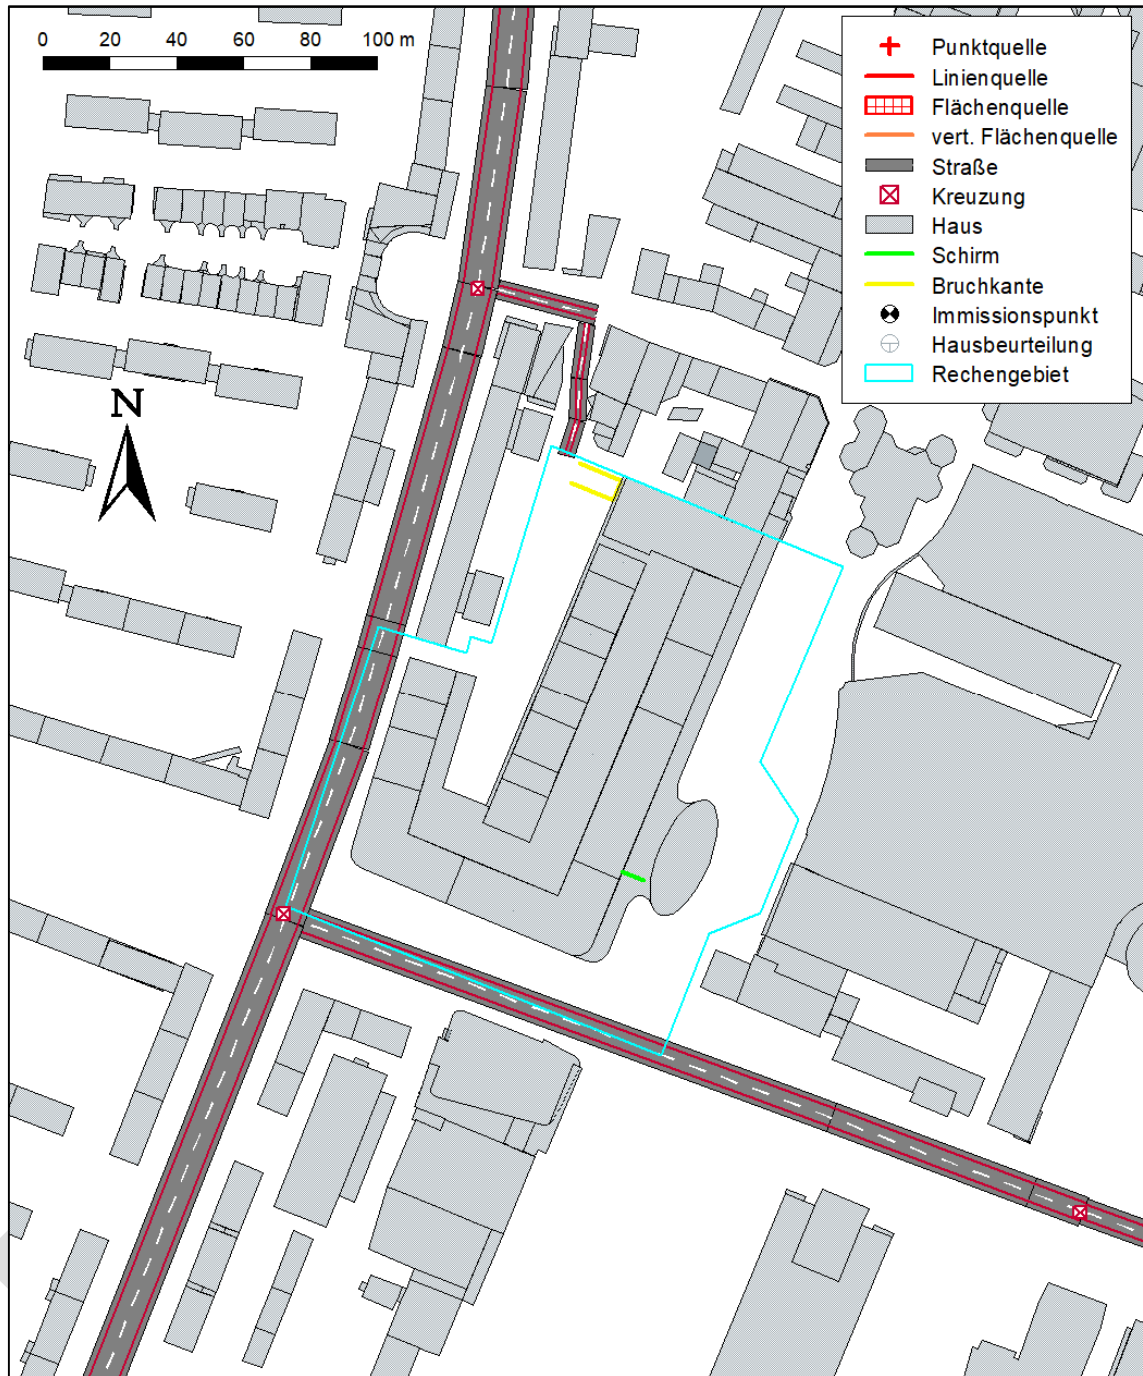 0 20 40 60 80 100 m
N
Punktquelle
Linienquelle
Flächenquelle
vert. Flächenquelle
Straße
Kreuzung
Haus
Schirm
Bruchkante
Immissionspunkt
Hausbeurteilung
Rechengebiet